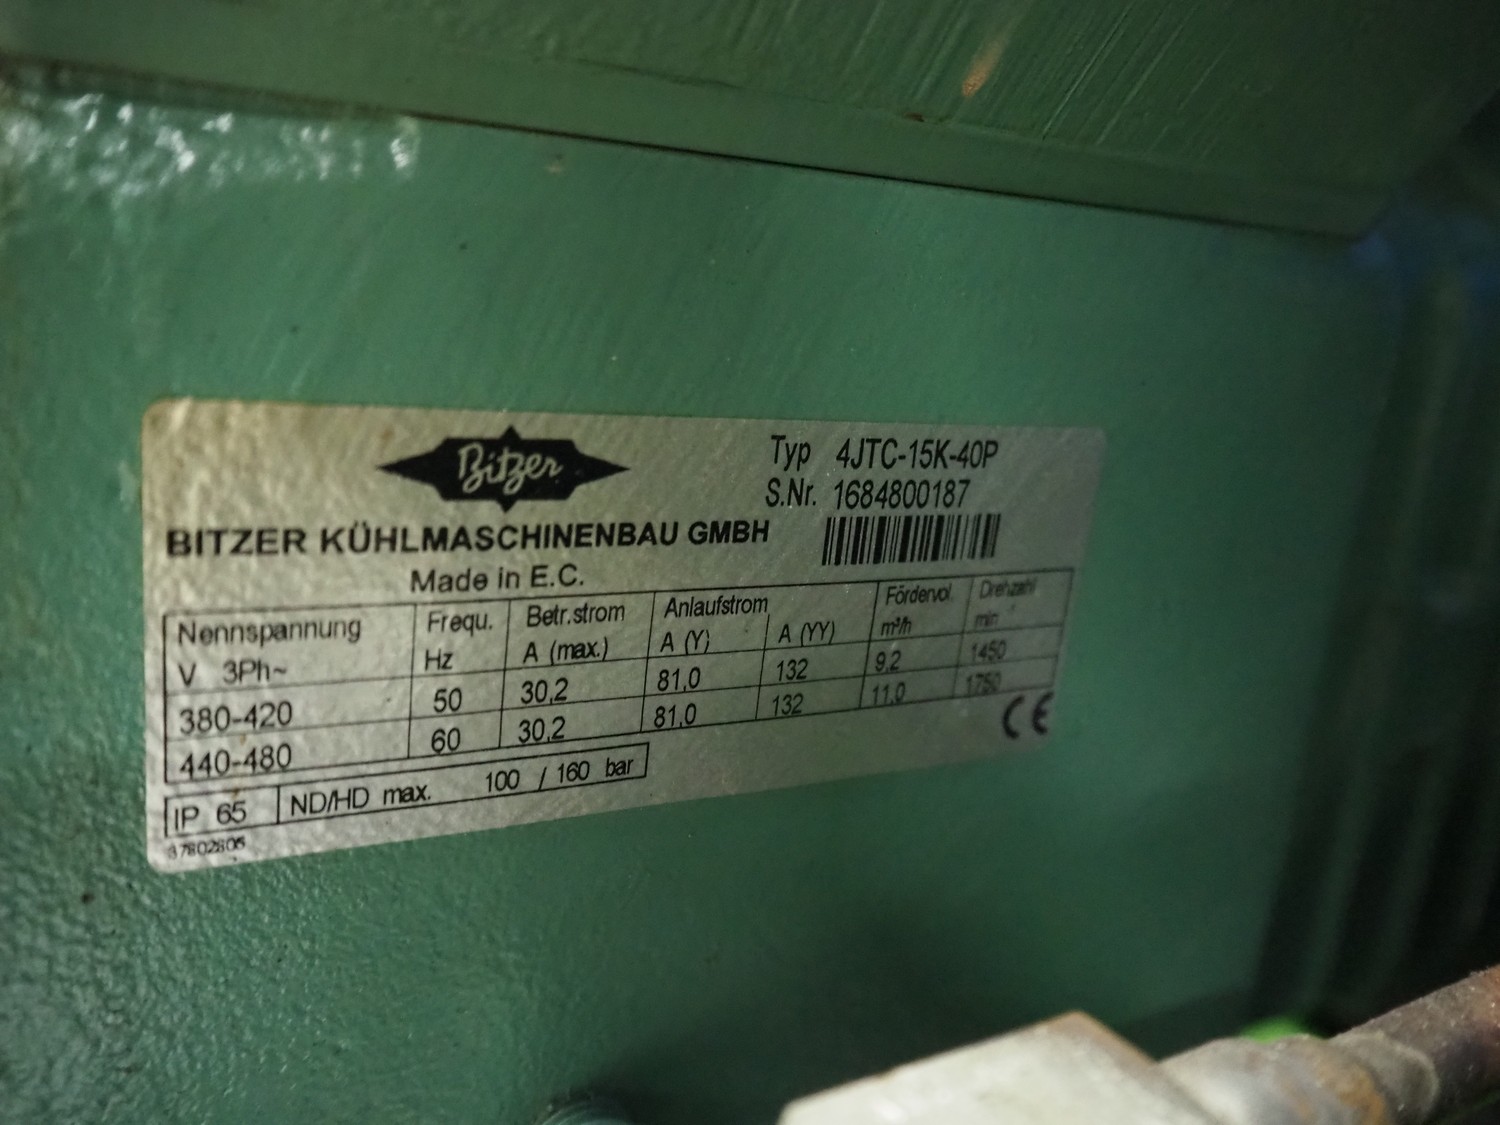 Bitzer
Typ 4JTC-15K-40P
S.Nr. 1684800187
BITZER KÜHLMASCHINENBAU GMBH
Made in E.C.
Nennspannung Frequ. Betr.strom Anlaufstrom Fördervol. Drehzahl
V 3Ph~ Hz A (max.) A (Y) A (YY) m³/h min
380-420 50 30,2 81,0 132 9,2 1450
440-480 60 30,2 81,0 132 11,0 1750
IP 65 ND/HD max. 100 / 160 bar
CE